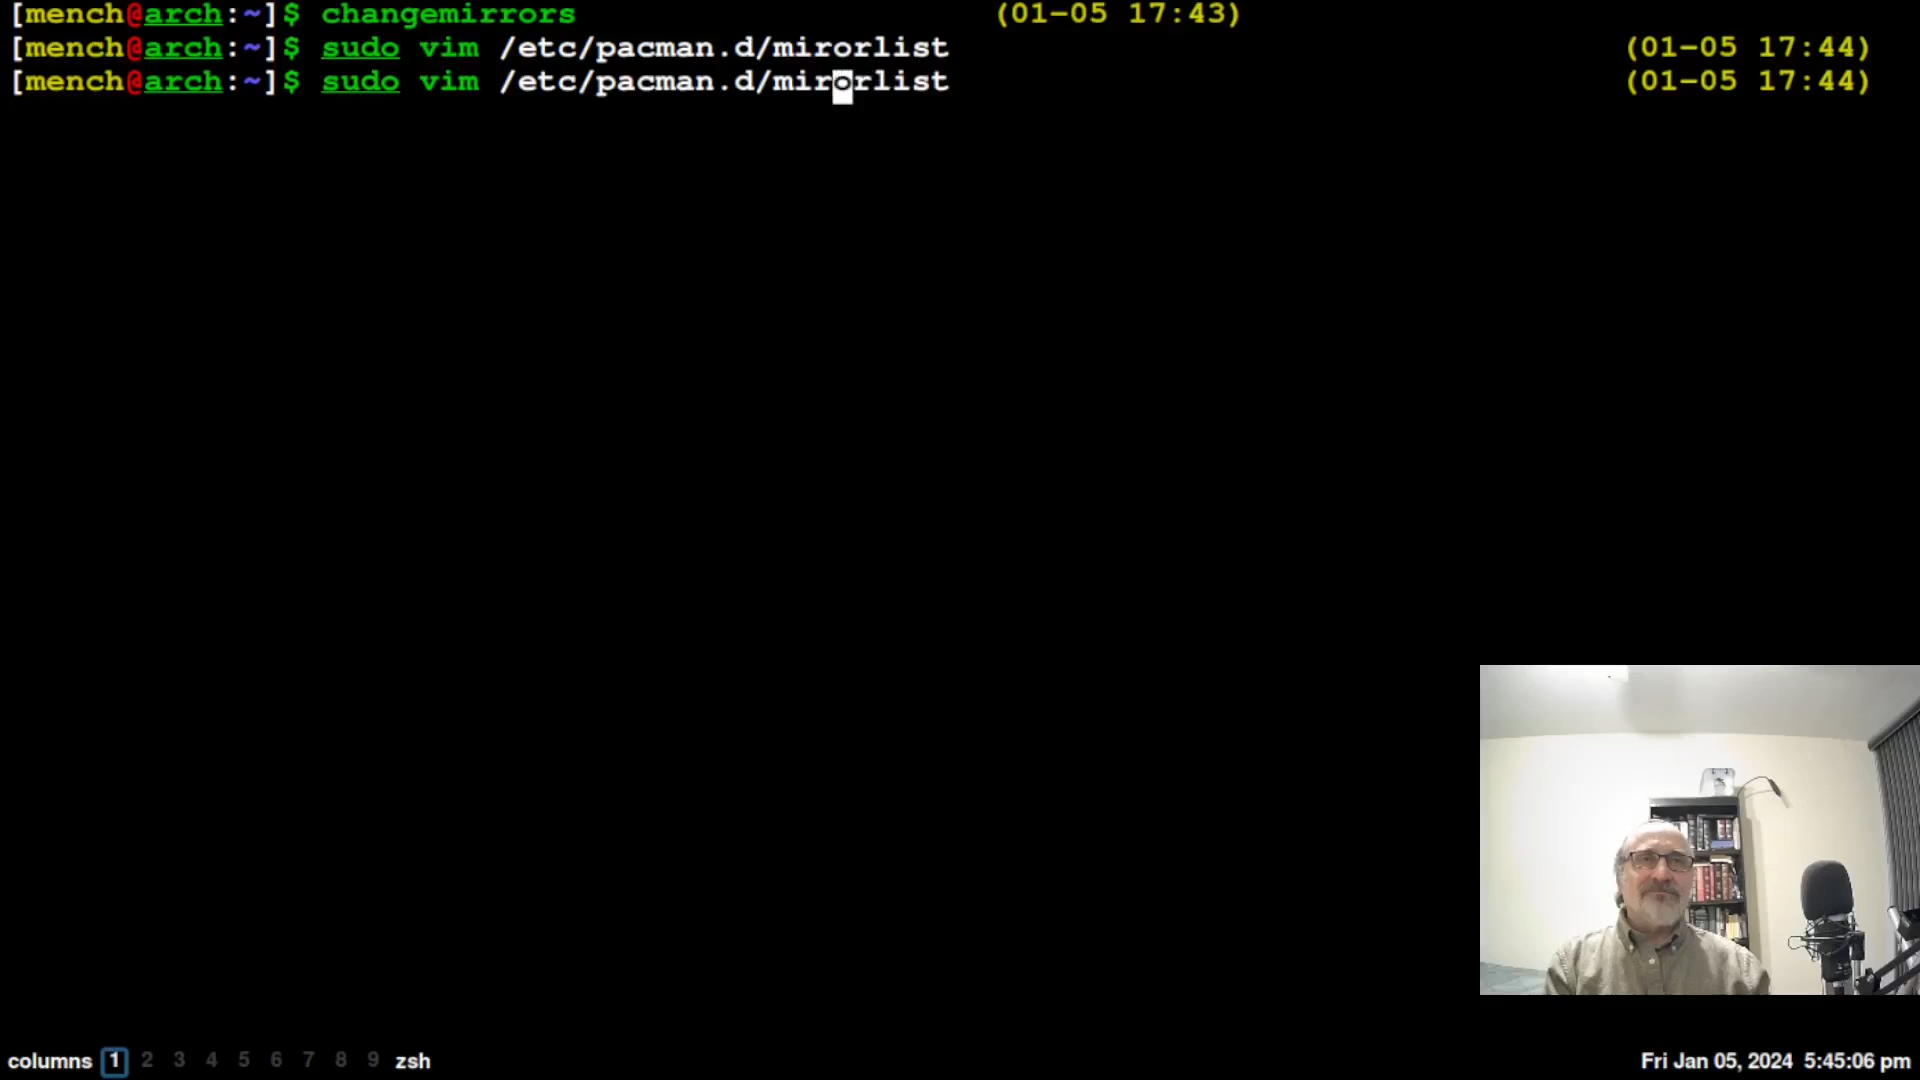 [mench@arch:~]$ changemirrors (01-05 17:43)
[mench@arch:~]$ sudo vim /etc/pacman.d/mirorlist (01-05 17:44)
[mench@arch:~]$ sudo vim /etc/pacman.d/mirorlist (01-05 17:44)
columns 1 2 3 4 5 6 7 8 9 zsh Fri Jan 05, 2024 5:45:06 pm